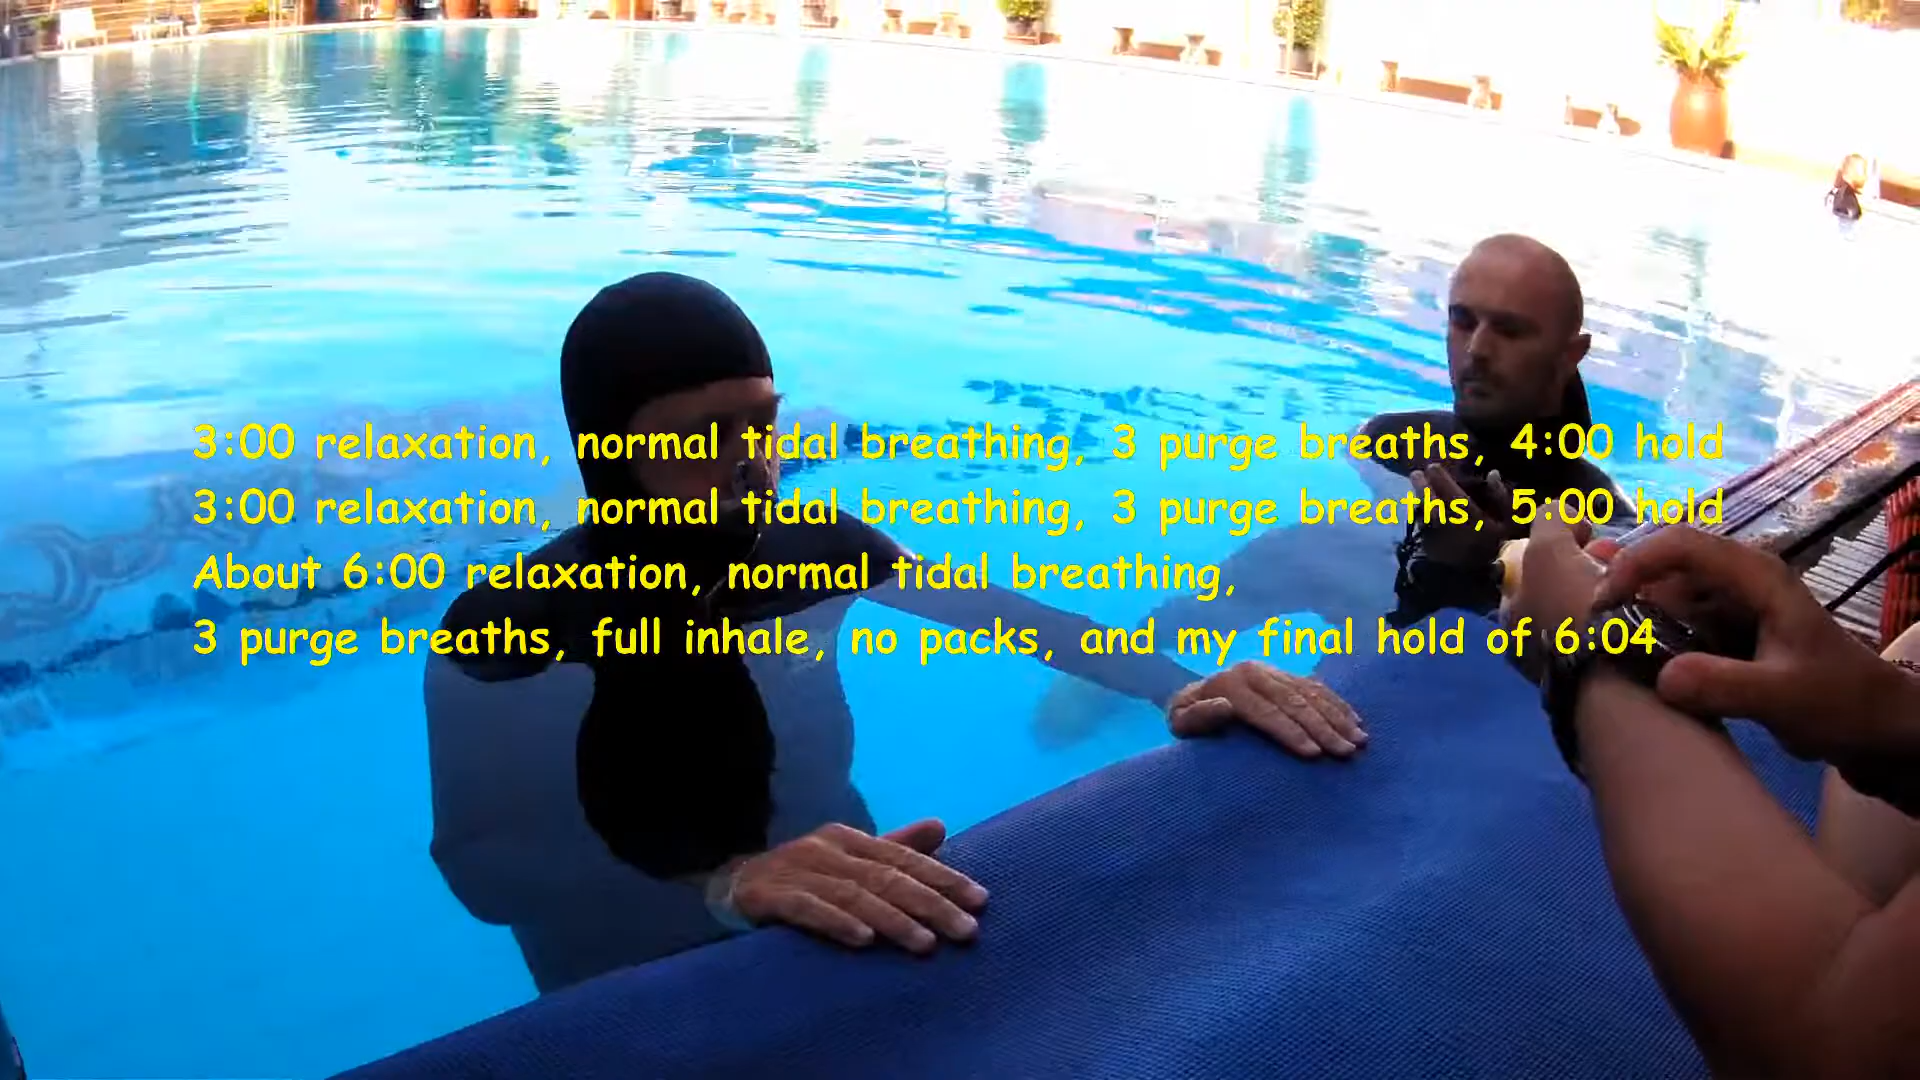 3:00 relaxation, normal tidal breathing, 3 purge breaths, 4:00 hold
3:00 relaxation, normal tidal breathing, 3 purge breaths, 5:00 hold
About 6:00 relaxation, normal tidal breathing,
3 purge breaths, full inhale, no packs, and my final hold of 6:04